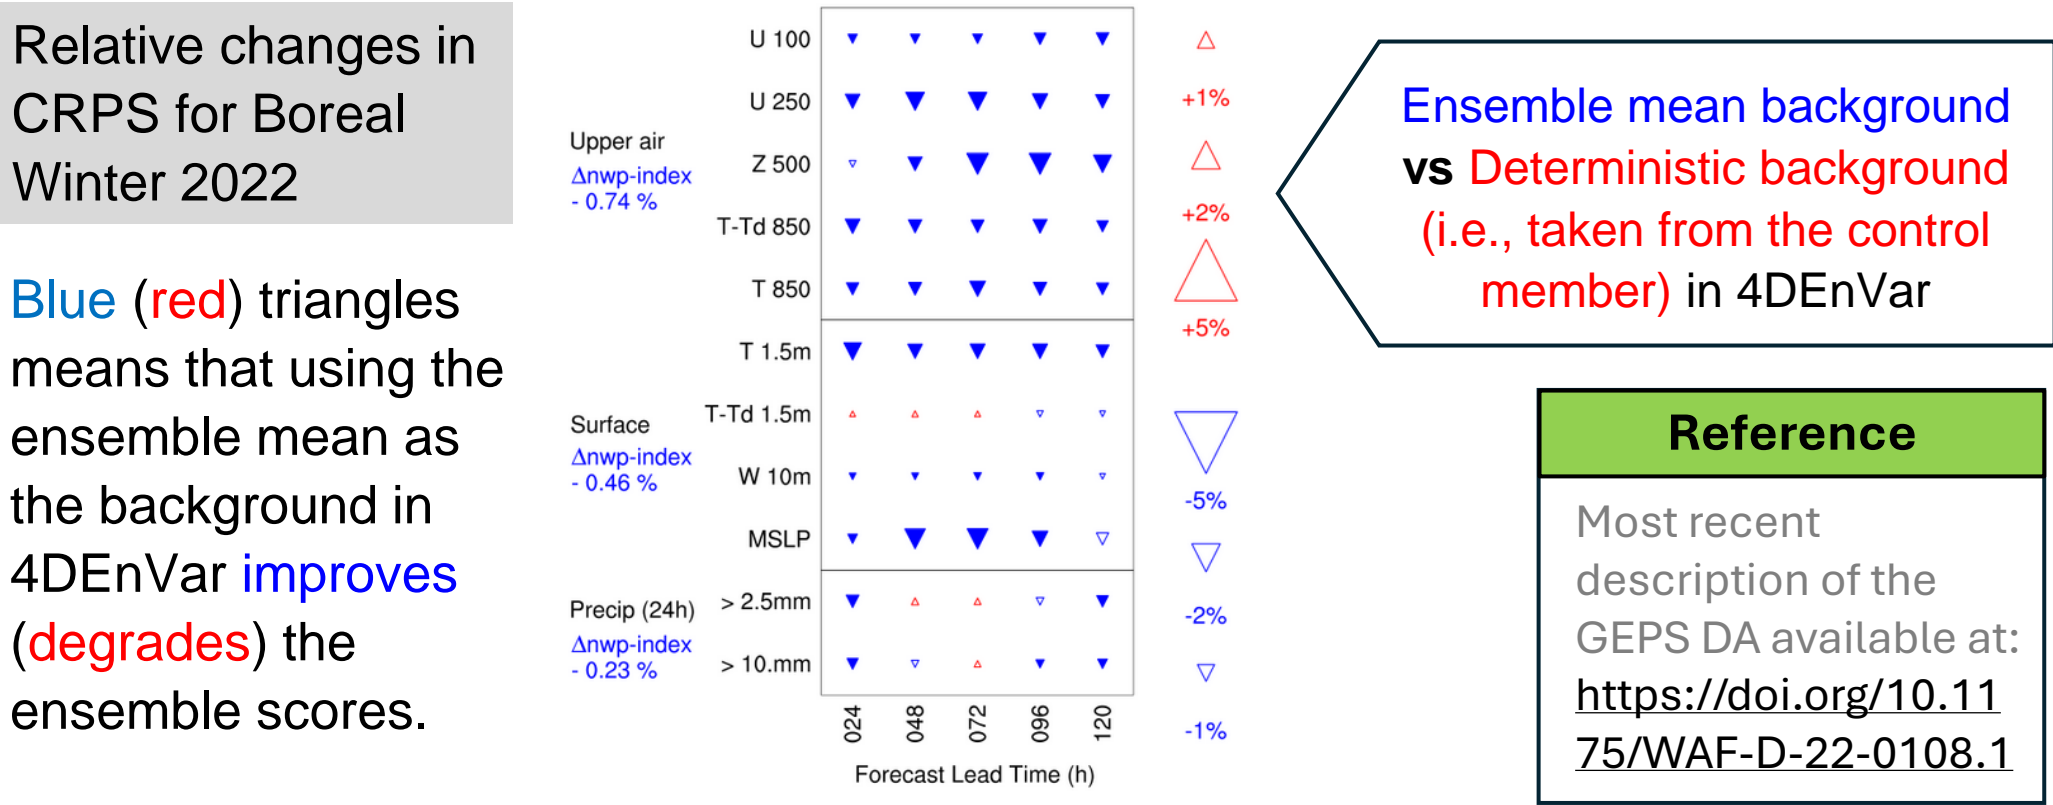 Relative changes in
CRPS for Boreal
Winter 2022
Blue (red) triangles
means that using the
ensemble mean as
the background in
4DEnVar improves
(degrades) the
ensemble scores.
Upper air
Δnwp-index
- 0.74 %
U 100
U 250
Z 500
T-Td 850
T 850
Surface
Δnwp-index
- 0.46 %
T 1.5m
T-Td 1.5m
W 10m
MSLP
Precip (24h)
Δnwp-index
- 0.23 %
> 2.5mm
> 10.mm
024 048 072 096 120
Forecast Lead Time (h)
+1%
+2%
+5%
-5%
-2%
-1%
Ensemble mean background
vs Deterministic background
(i.e., taken from the control
member) in 4DEnVar
Reference
Most recent
description of the
GEPS DA available at:
https://doi.org/10.11
75/WAF-D-22-0108.1